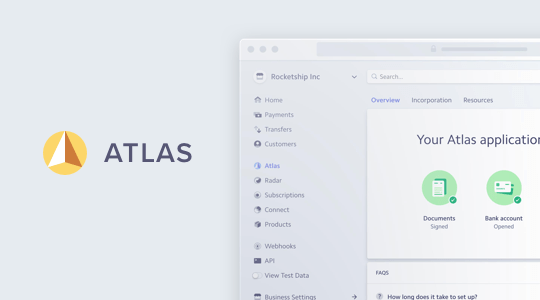 ATLAS
Rocketship Inc
Search...
Home
Payments
Transfers
Customers
Atlas
Radar
Subscriptions
Connect
Products
Webhooks
API
View Test Data
Business Settings
Overview Incorporation Resources
Your Atlas application
Documents
Signed
Bank account
Opened
FAQS
How long does it take to set up?